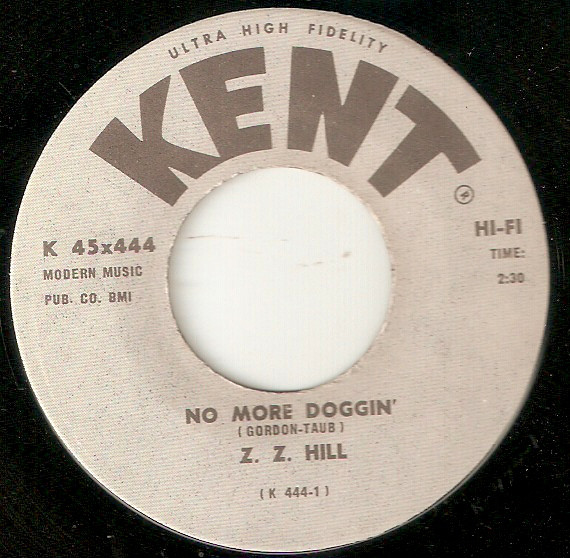 ULTRA HIGH FIDELITY
KENT
K 45x444
MODERN MUSIC
PUB. CO. BMI
HI-FI
TIME:
2:30
NO MORE DOGGIN'
(GORDON-TAUB)
Z. Z. HILL
(K 444-1)